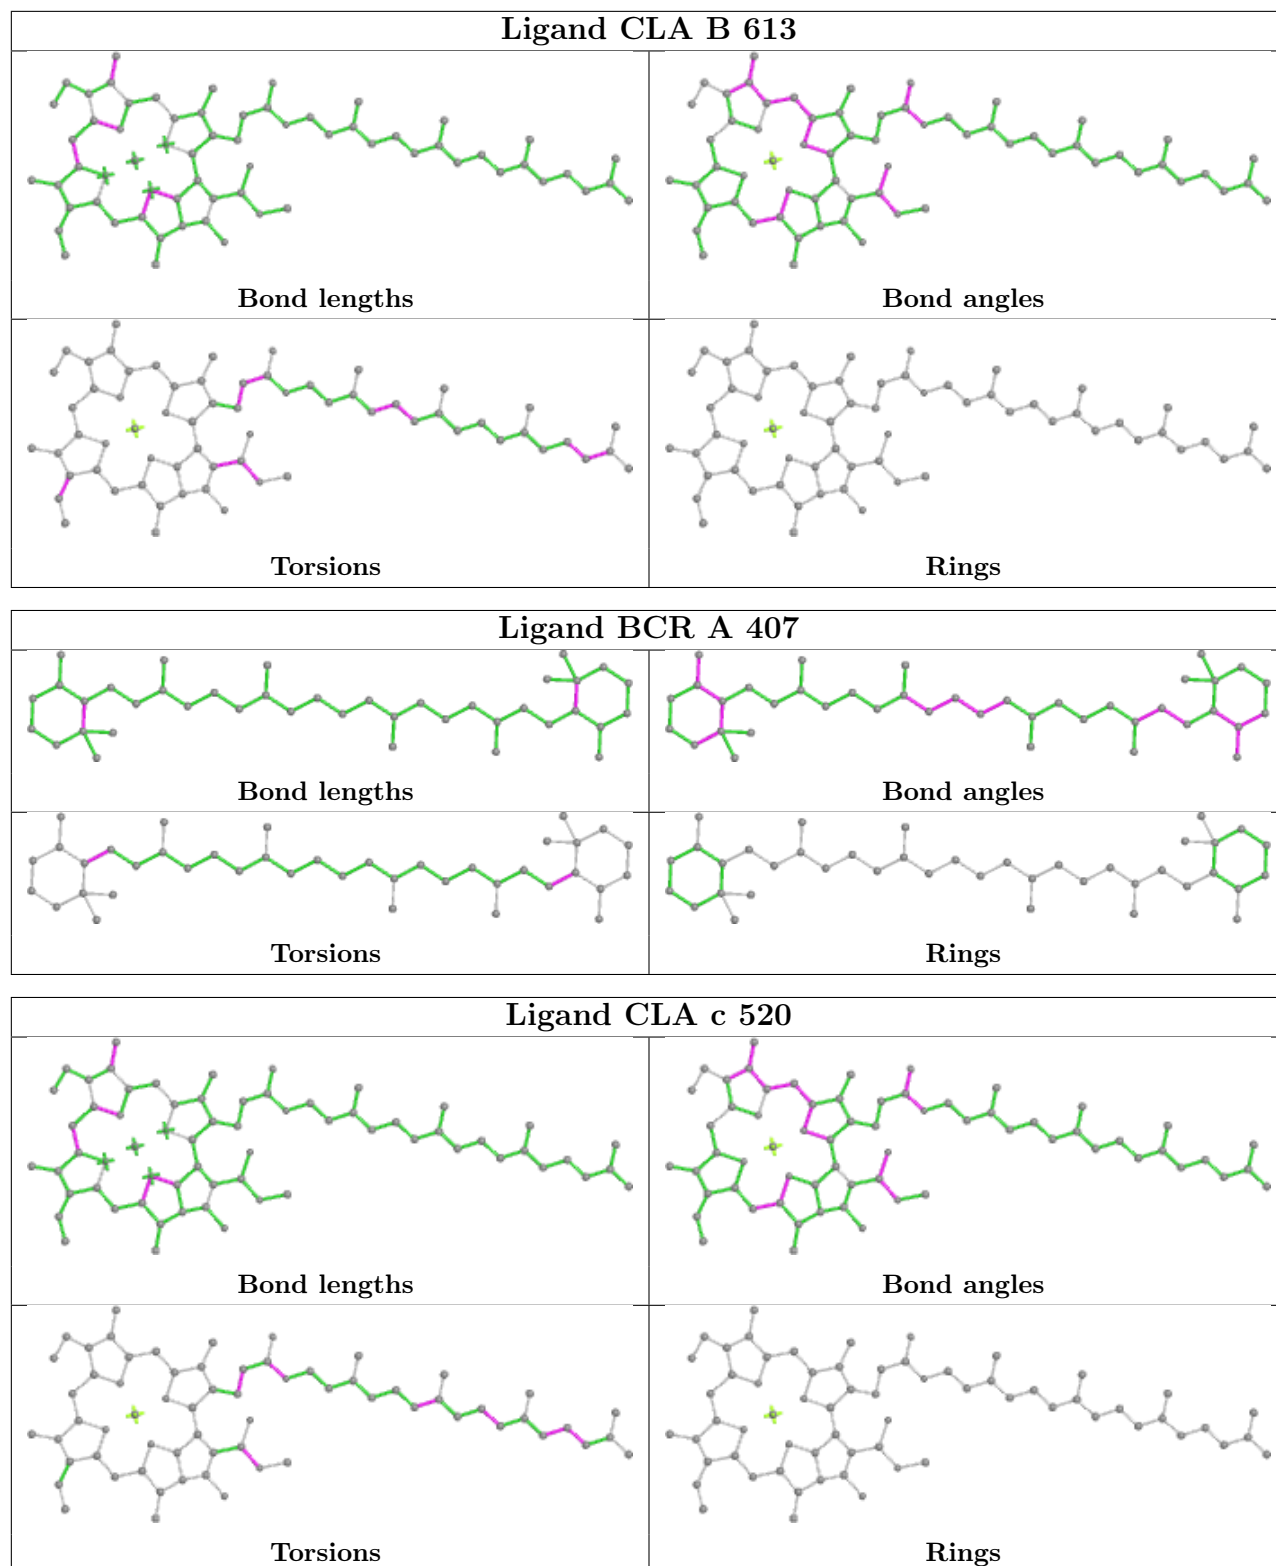 Ligand CLA B 613
Bond lengths
Bond angles
Torsions
Rings
Ligand BCR A 407
Bond lengths
Bond angles
Torsions
Rings
Ligand CLA c 520
Bond lengths
Bond angles
Torsions
Rings